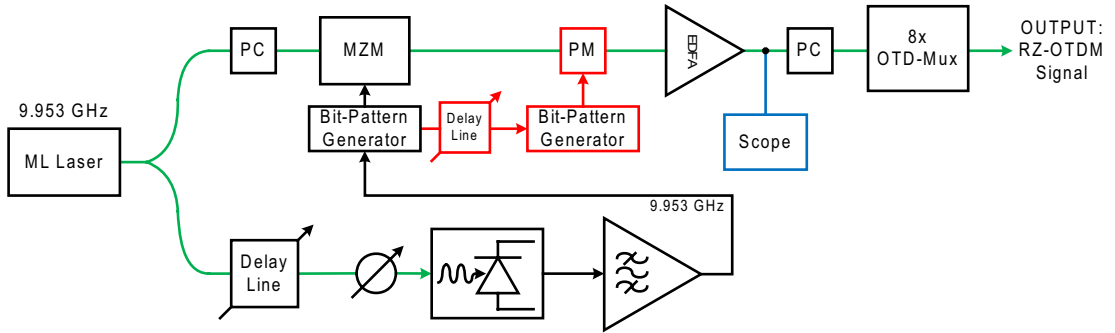 PC
MZM
PM
EDFA
PC
8x
OTD-Mux
OUTPUT:
RZ-OTDM
Signal
9.953 GHz
ML Laser
Bit-Pattern
Generator
Delay
Line
Bit-Pattern
Generator
Scope
9.953 GHz
Delay
Line